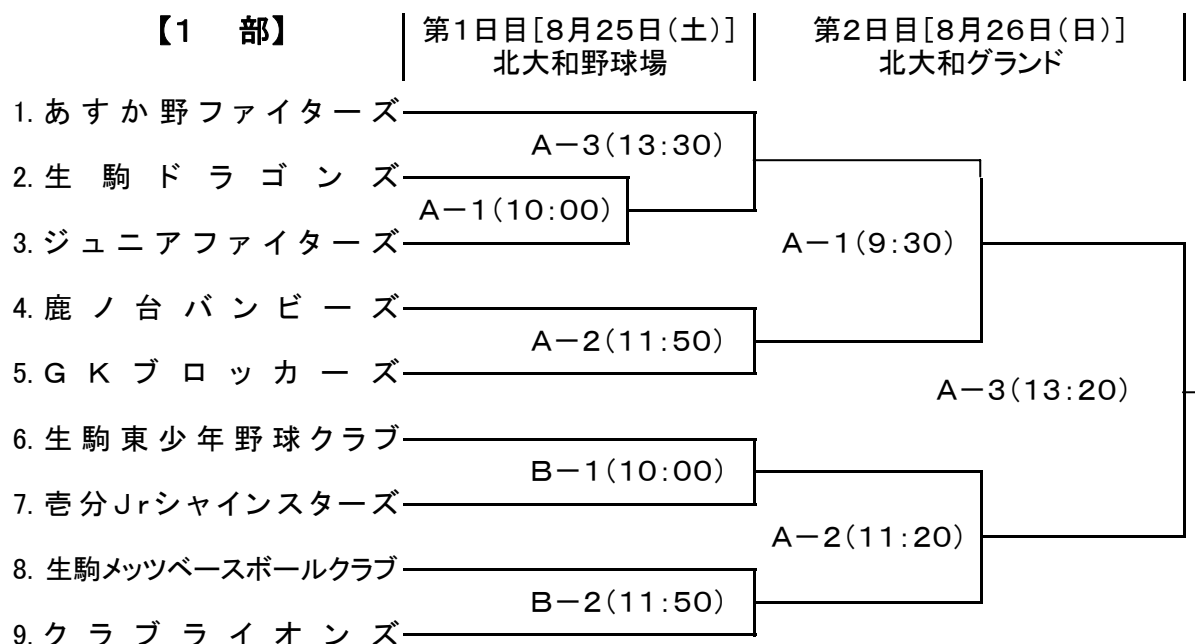 【1 部】 第1日目[8月25日(土)] 第2日目[8月26日(日)]
北大和野球場 北大和グランド
1. あすか野ファイターズ
A－3(13:30)
2. 生駒ドラゴンズ
A－1(10:00)
3. ジュニアファイターズ
A－1(9:30)
4. 鹿ノ台バンビーズ
A－2(11:50)
5. GKブロッカーズ
A－3(13:20)
6. 生駒東少年野球クラブ
B－1(10:00)
7. 壱分Jrシャインスターズ
A－2(11:20)
8. 生駒メッツベースボールクラブ
B－2(11:50)
9. クラブライオンズ